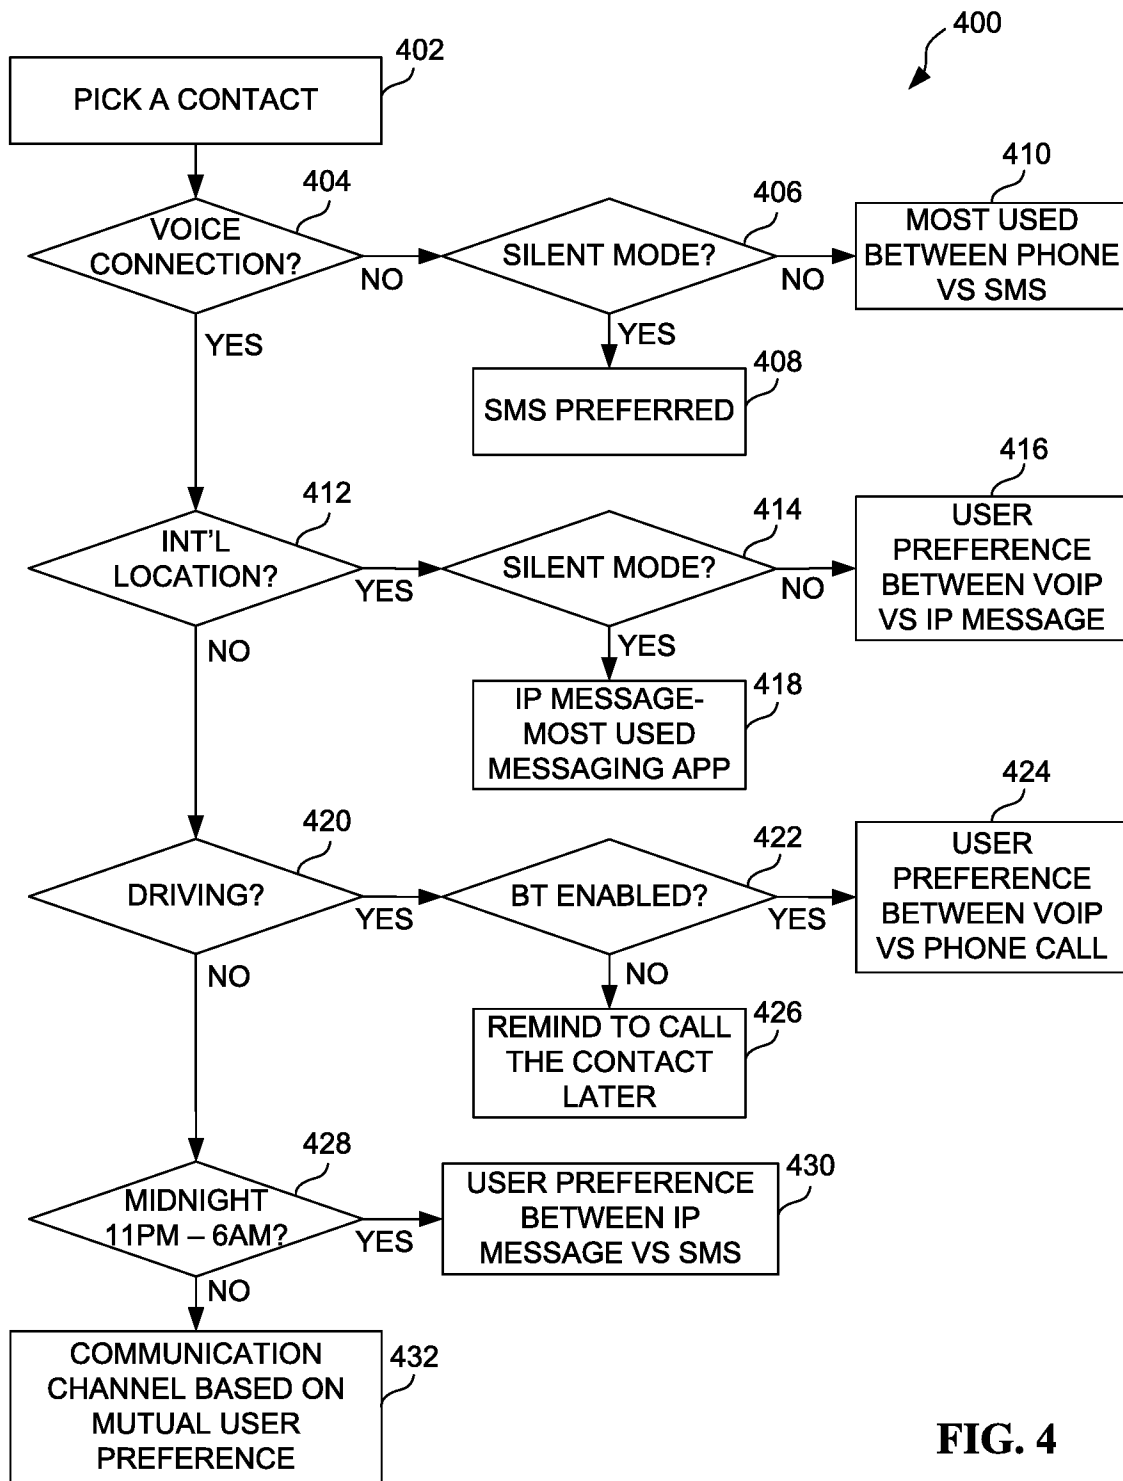 400
402
PICK A CONTACT
404
VOICE
CONNECTION?
NO
YES
406
SILENT MODE?
NO
YES
410
MOST USED
BETWEEN PHONE
VS SMS
408
SMS PREFERRED
412
INT'L
LOCATION?
YES
NO
414
SILENT MODE?
NO
YES
416
USER
PREFERENCE
BETWEEN VOIP
VS IP MESSAGE
418
IP MESSAGE-
MOST USED
MESSAGING APP
420
DRIVING?
YES
NO
422
BT ENABLED?
YES
NO
424
USER
PREFERENCE
BETWEEN VOIP
VS PHONE CALL
426
REMIND TO CALL
THE CONTACT
LATER
428
MIDNIGHT
11PM – 6AM?
YES
NO
430
USER PREFERENCE
BETWEEN IP
MESSAGE VS SMS
432
COMMUNICATION
CHANNEL BASED ON
MUTUAL USER
PREFERENCE
FIG. 4